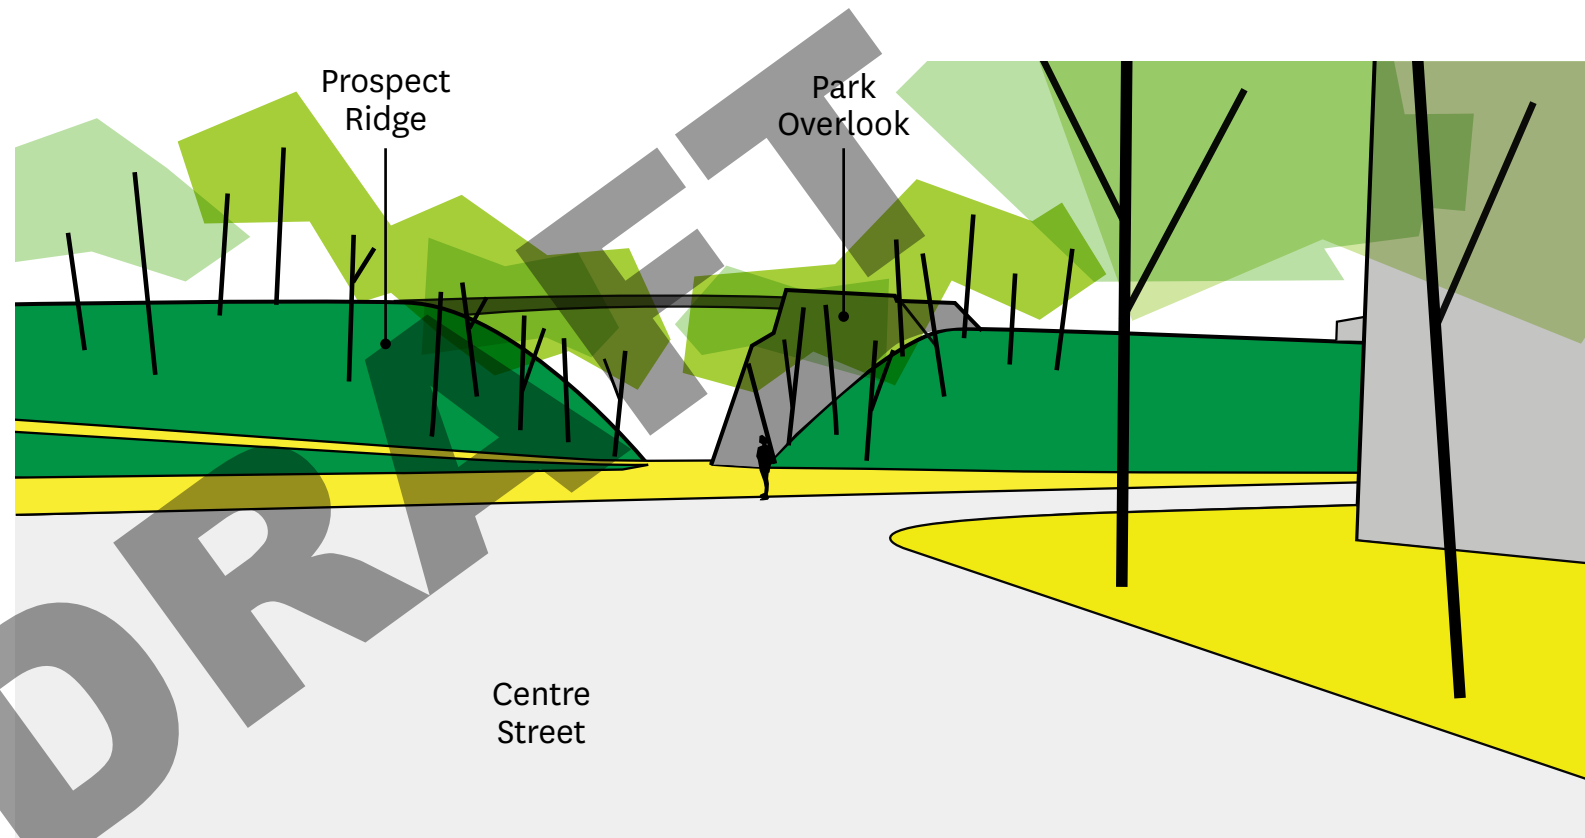 Prospect
Ridge
Park
Overlook
Centre
Street
DRAFT